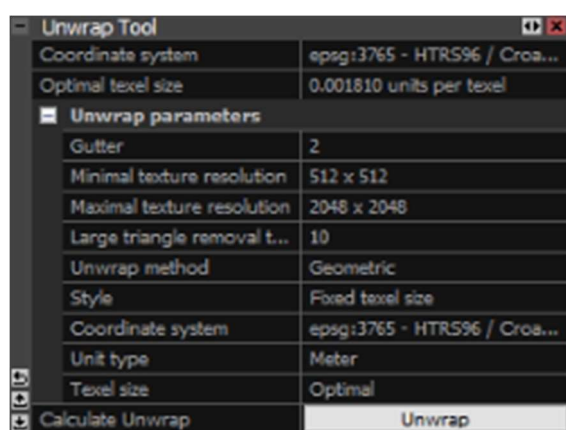 Unwrap Tool
Coordinate system epsg:3765 - HTRS96 / Croa...
Optimal texel size 0.001810 units per texel
Unwrap parameters
Gutter 2
Minimal texture resolution 512 x 512
Maximal texture resolution 2048 x 2048
Large triangle removal t... 10
Unwrap method Geometric
Style Fixed texel size
Coordinate system epsg:3765 - HTRS96 / Croa...
Unit type Meter
Texel size Optimal
Calculate Unwrap Unwrap